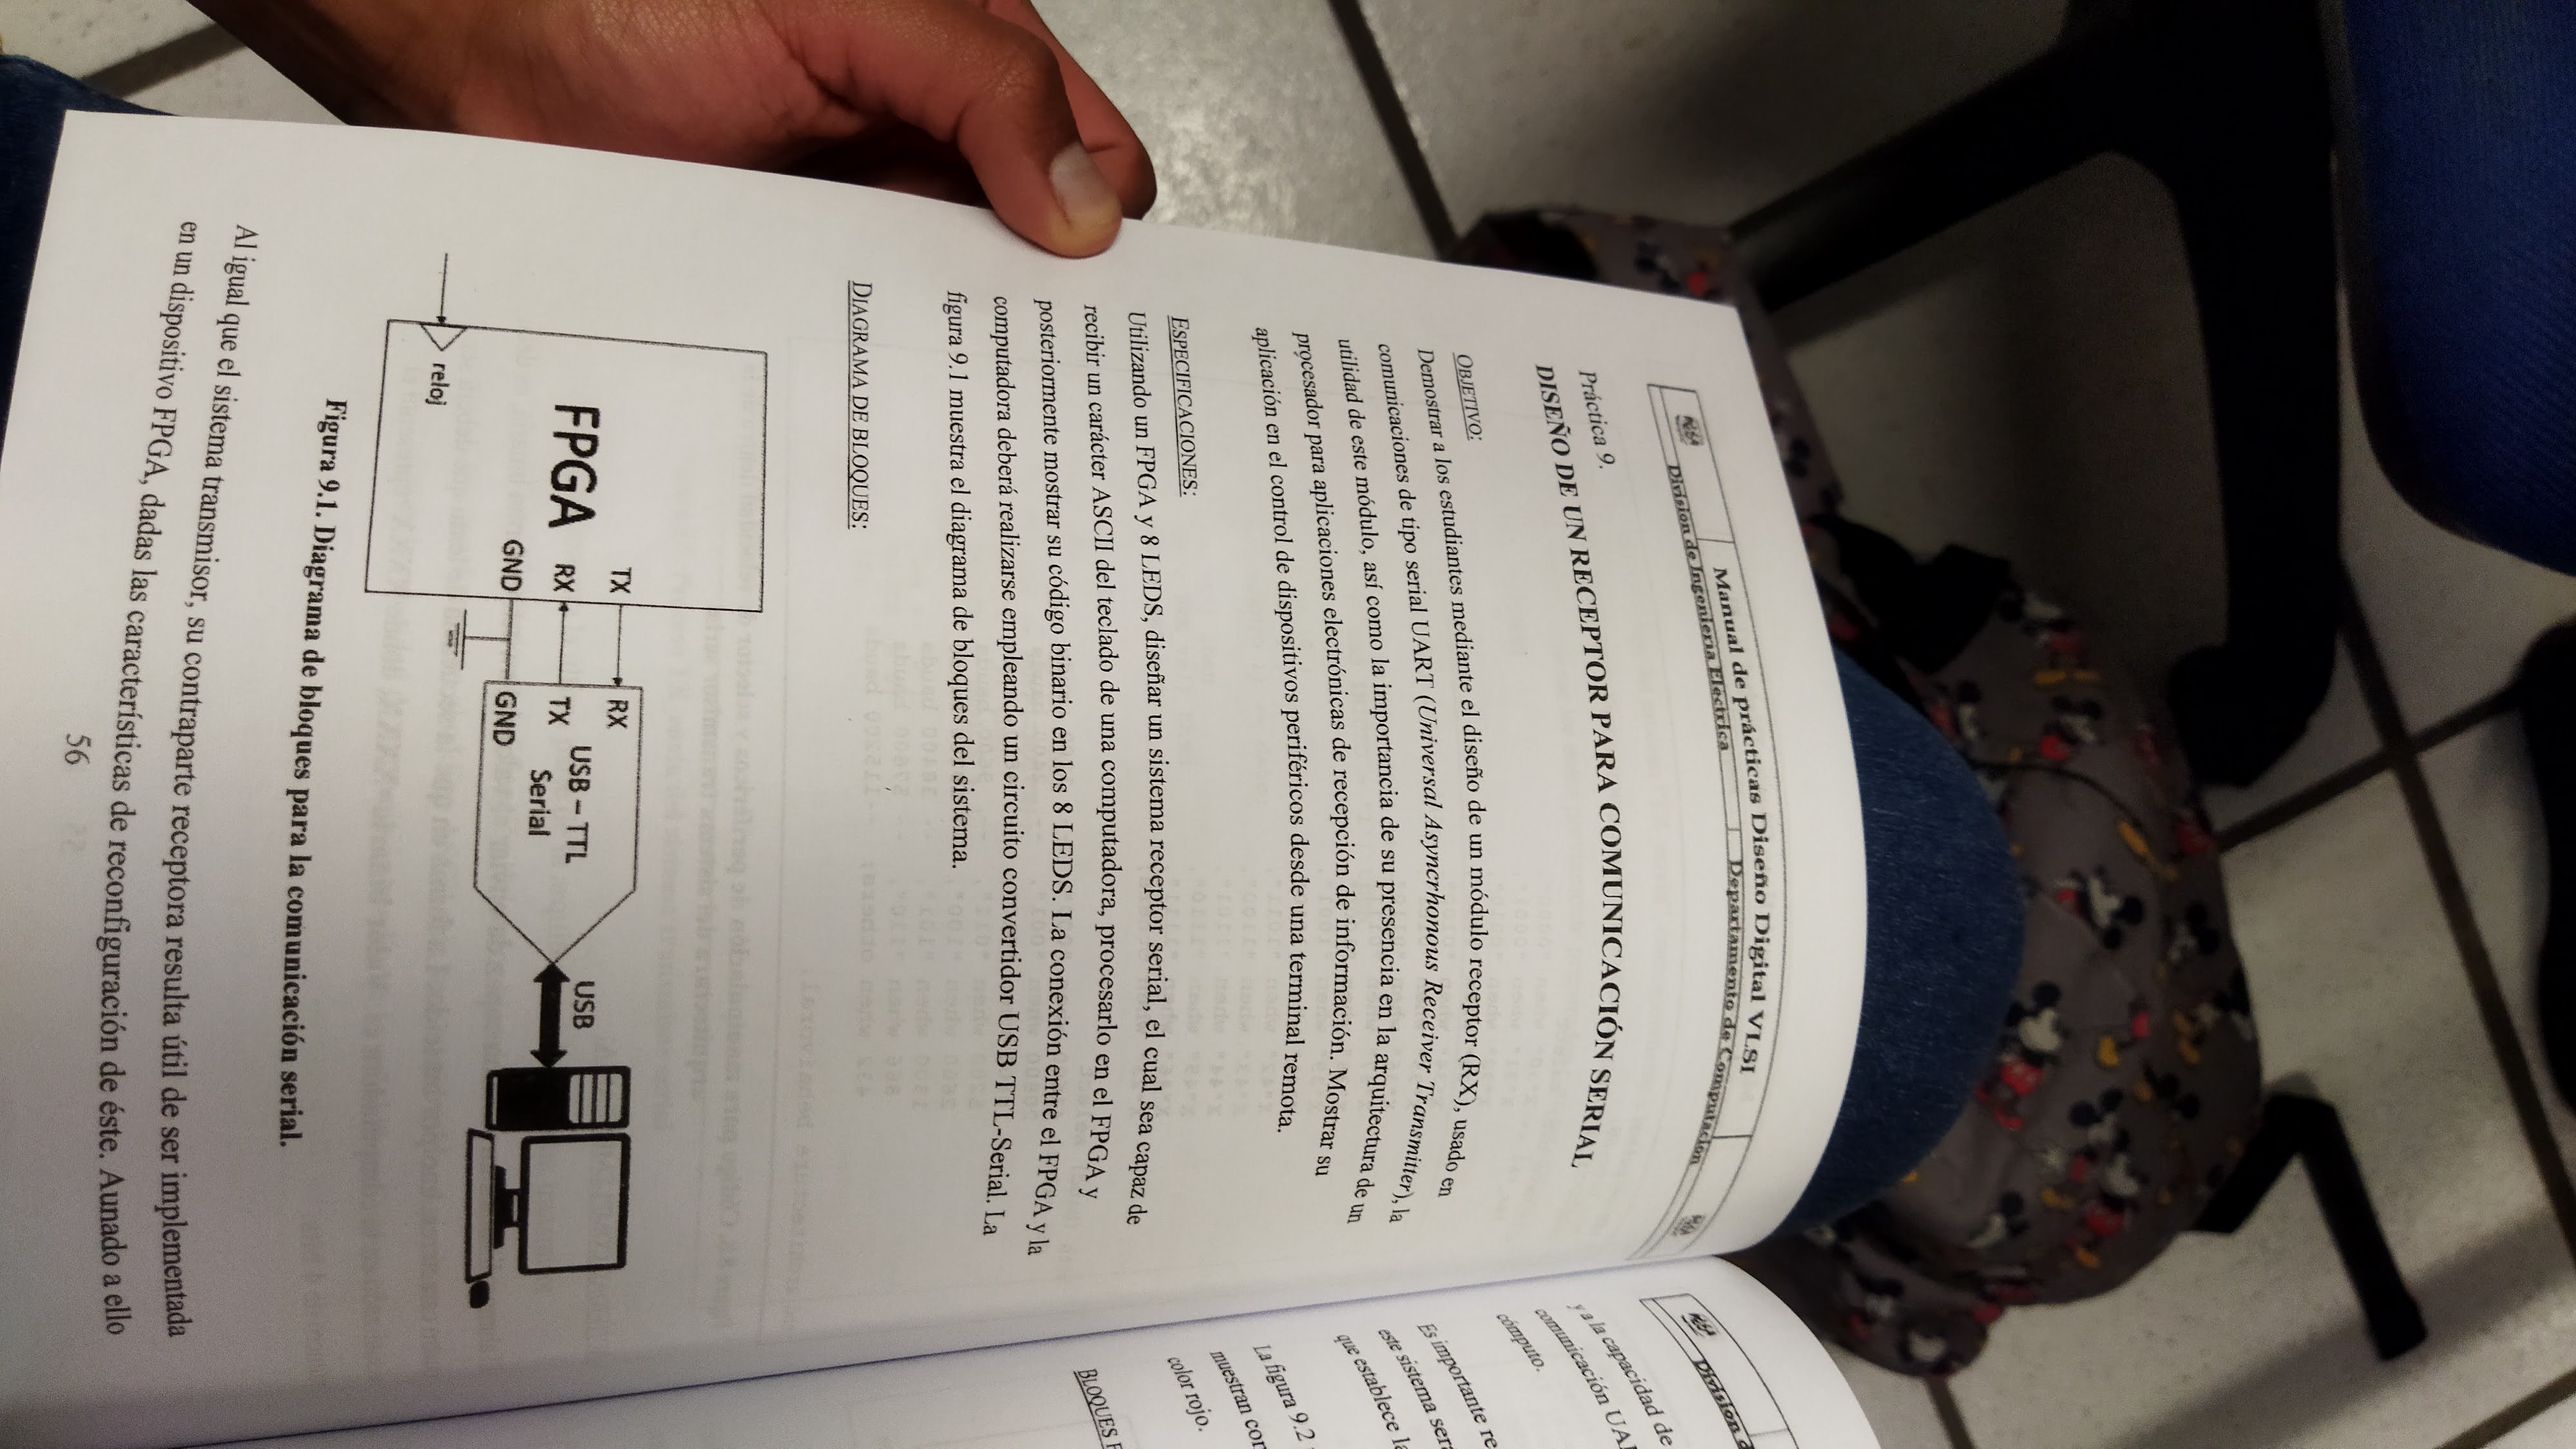 Manual de prácticas Diseño Digital VLSI
División de Ingeniería Eléctrica
Departamento de Computación
Práctica 9.
DISEÑO DE UN RECEPTOR PARA COMUNICACIÓN SERIAL
OBJETIVO:
Demostrar a los estudiantes mediante el diseño de un módulo receptor (RX), usado en
comunicaciones de tipo serial UART (Universal Asyncrhonous Receiver Transmitter), la
utilidad de este módulo, así como la importancia de su presencia en la arquitectura de un
procesador para aplicaciones electrónicas de recepción de información. Mostrar su
aplicación en el control de dispositivos periféricos desde una terminal remota.
ESPECIFICACIONES:
Utilizando un FPGA y 8 LEDS, diseñar un sistema receptor serial, el cual sea capaz de
recibir un carácter ASCII del teclado de una computadora, procesarlo en el FPGA y
posteriormente mostrar su código binario en los 8 LEDS. La conexión entre el FPGA y la
computadora deberá realizarse empleando un circuito convertidor USB TTL-Serial. La
figura 9.1 muestra el diagrama de bloques del sistema.
DIAGRAMA DE BLOQUES:
FPGA
TX
RX
GND
reloj
RX
TX
GND
USB – TTL
Serial
USB
Figura 9.1. Diagrama de bloques para la comunicación serial.
Al igual que el sistema transmisor, su contraparte receptora resulta útil de ser implementada
en un dispositivo FPGA, dadas las características de reconfiguración de éste. Aunado a ello
56
División
y a la capacidad de
comunicación
cómputo.
Es importante
este sistema
que establece
La figura 9.2
muestran
color rojo.
BLOQUES